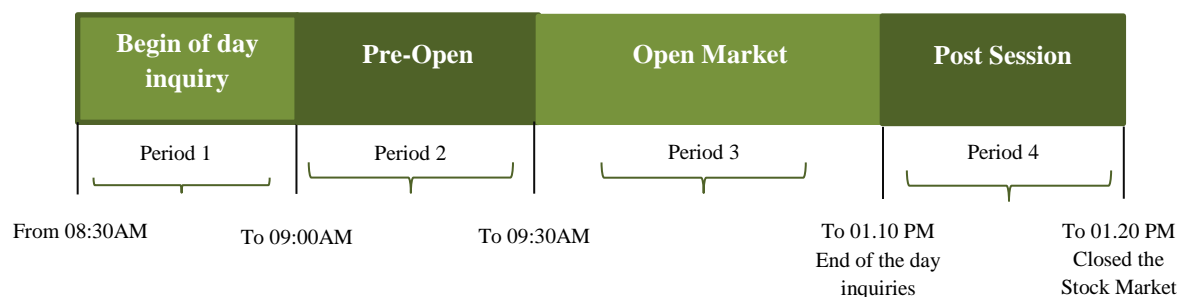 Begin of day
inquiry
Pre-Open
Open Market
Post Session
Period 1
Period 2
Period 3
Period 4
From 08:30AM
To 09:00AM
To 09:30AM
To 01.10 PM
End of the day
inquiries
To 01.20 PM
Closed the
Stock Market